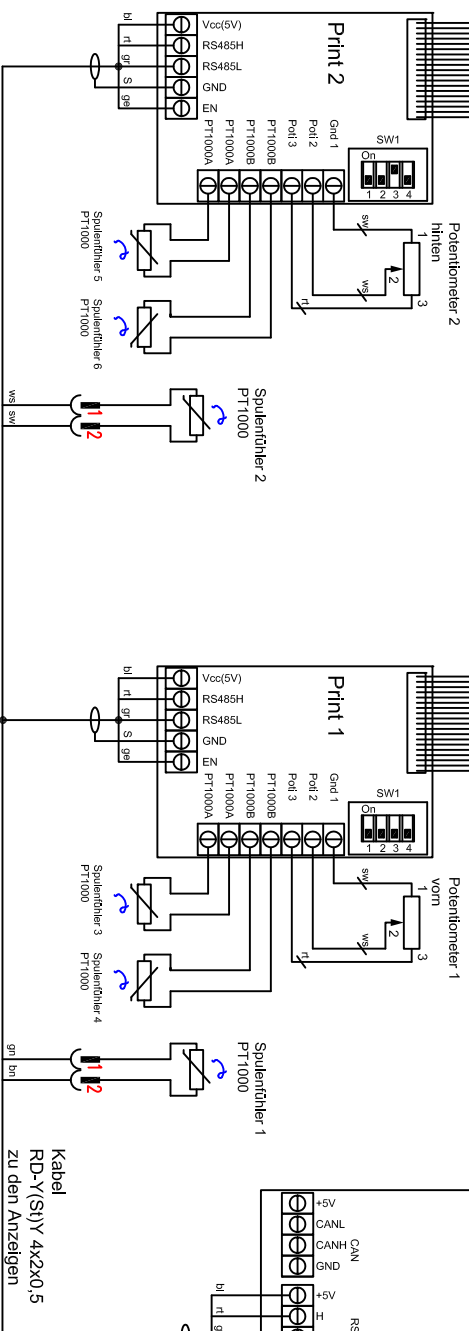 Print 2
Vcc(5V)
RS485H
RS485L
GND
EN
bl
rt
gr
S
ge
PT1000A
PT1000A
PT1000B
PT1000B
Poti 3
Poti 2
Gnd 1
SW1
On
1 2 3 4
Potentiometer 2
hinten
1
2
3
sw
ws
rt
Spulenfühler 5
PT1000
Spulenfühler 6
PT1000
Spulenfühler 2
PT1000
1
2
ws
sw
Print 1
Vcc(5V)
RS485H
RS485L
GND
EN
bl
rt
gr
S
ge
PT1000A
PT1000A
PT1000B
PT1000B
Poti 3
Poti 2
Gnd 1
SW1
On
1 2 3 4
Potentiometer 1
vorn
1
2
3
sw
ws
rt
Spulenfühler 3
PT1000
Spulenfühler 4
PT1000
Spulenfühler 1
PT1000
1
2
gn
bn
Kabel
RD-Y(St)Y 4x2x0,5
zu den Anzeigen
+5V
CANL
CANH
GND
CAN
+5V
H
RS
bl
rt